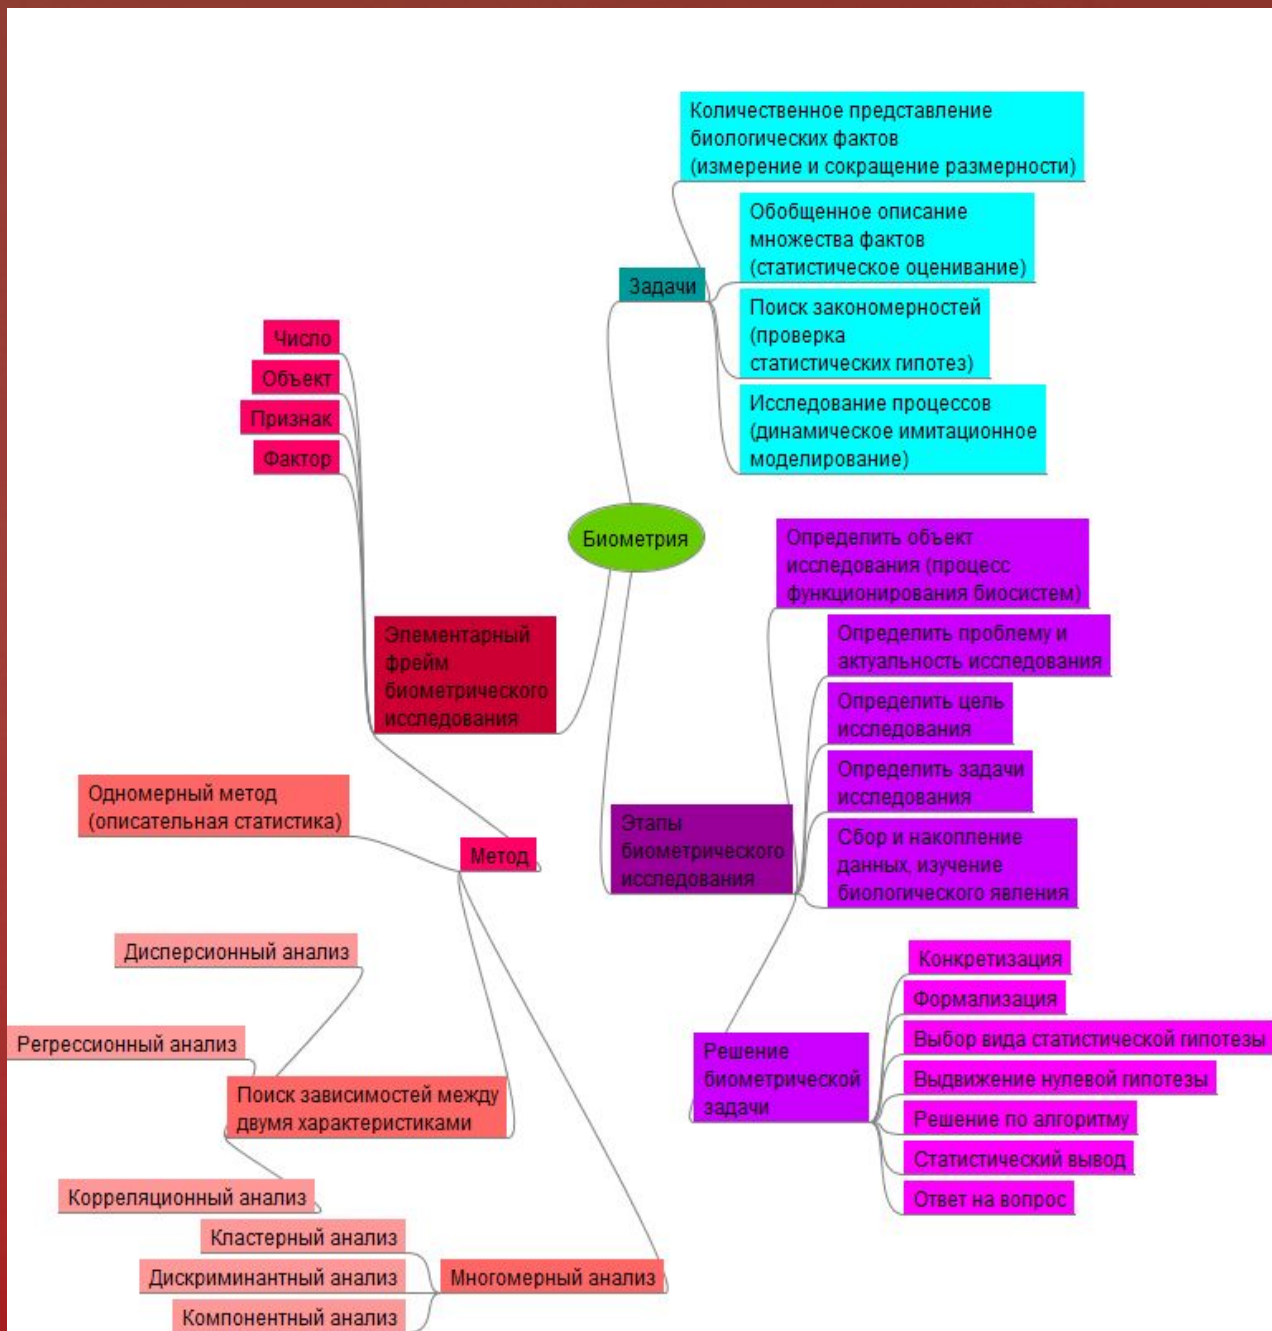 Количественное представление
биологических фактов
(измерение и сокращение размерности)
Обобщенное описание
множества фактов
(статистическое оценивание)
Задачи
Поиск закономерностей
(проверка
статистических гипотез)
Исследование процессов
(динамическое имитационное
моделирование)
Число
Объект
Признак
Фактор
Биометрия
Определить объект
исследования (процесс
функционирования биосистем)
Определить проблему и
актуальность исследования
Определить цель
исследования
Определить задачи
исследования
Сбор и накопление
данных, изучение
биологического явления
Этапы
биометрического
исследования
Элементарный
фрейм
биометрического
исследования
Одномерный метод
(описательная статистика)
Метод
Дисперсионный анализ
Регрессионный анализ
Поиск зависимостей между
двумя характеристиками
Корреляционный анализ
Кластерный анализ
Дискриминантный анализ
Компонентный анализ
Многомерный анализ
Решение
биометрической
задачи
Конкретизация
Формализация
Выбор вида статистической гипотезы
Выдвижение нулевой гипотезы
Решение по алгоритму
Статистический вывод
Ответ на вопрос